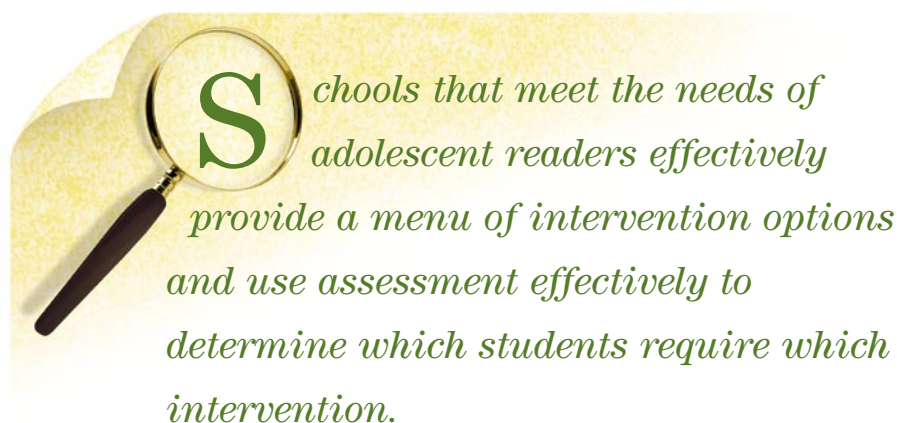 Schools that meet the needs of
adolescent readers effectively
provide a menu of intervention options
and use assessment effectively to
determine which students require which
intervention.